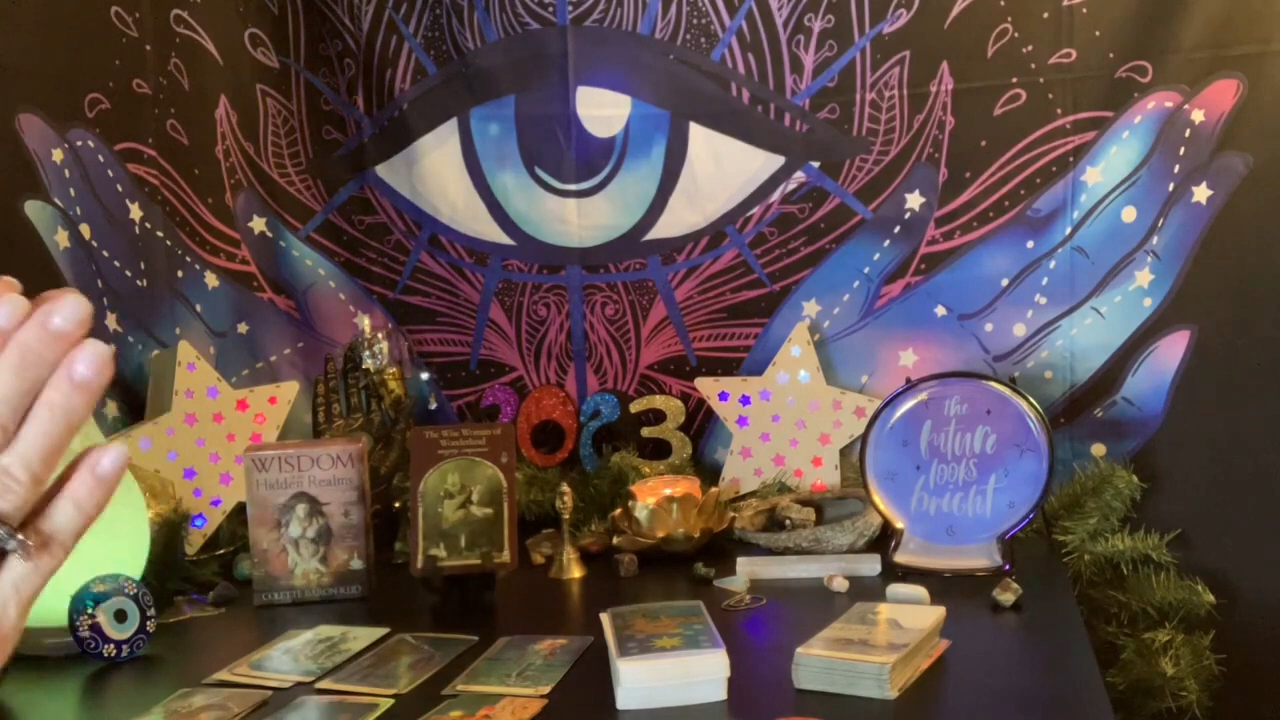 2023
WISDOM
Hidden Realms
COLETTE BARON-REID
The Wise Woman of
Wonderland
the
future
looks
bright